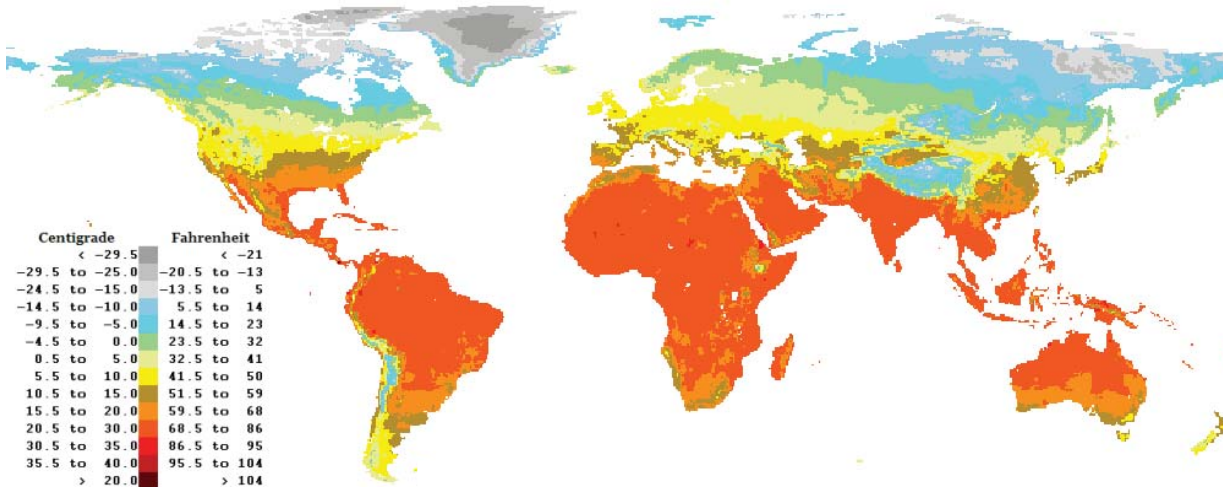 Centigrade Fahrenheit
< -29.5 < -21
-29.5 to -25.0 -20.5 to -13
-24.5 to -15.0 -13.5 to 5
-14.5 to -10.0 5.5 to 14
-9.5 to -5.0 14.5 to 23
-4.5 to 0.0 23.5 to 32
0.5 to 5.0 32.5 to 41
5.5 to 10.0 41.5 to 50
10.5 to 15.0 51.5 to 59
15.5 to 20.0 59.5 to 68
20.5 to 30.0 68.5 to 86
30.5 to 35.0 86.5 to 95
35.5 to 40.0 95.5 to 104
> 20.0 > 104